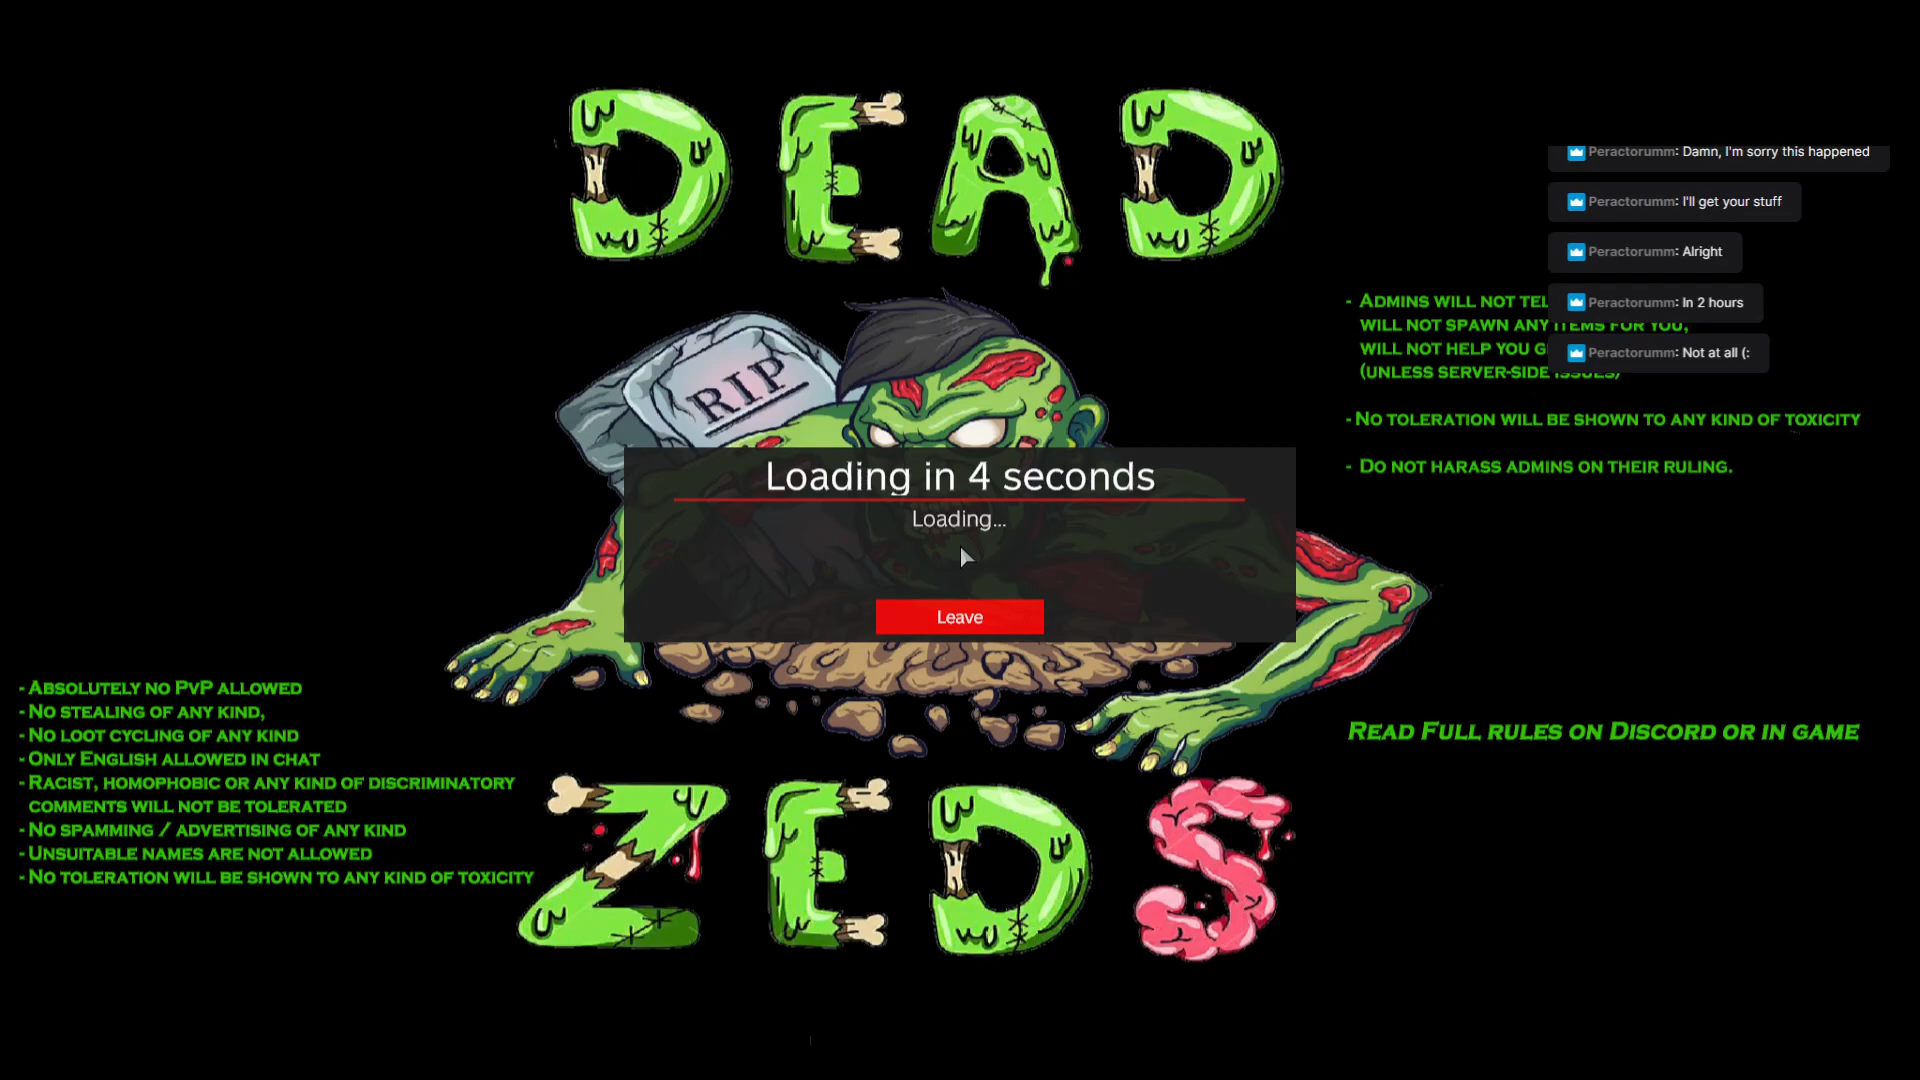 DEAD
Peractorumm: Damn, I'm sorry this happened
Peractorumm: I'll get your stuff
Peractorumm: Alright
Peractorumm: In 2 hours
Peractorumm: Not at all (:
- ADMINS WILL NOT TEL
WILL NOT SPAWN ANY ITEMS FOR YOU,
WILL NOT HELP YOU G
(UNLESS SERVER-SIDE ISSUES)
- NO TOLERATION WILL BE SHOWN TO ANY KIND OF TOXICITY
- DO NOT HARASS ADMINS ON THEIR RULING.
RIP
Loading in 4 seconds
Loading...
Leave
- ABSOLUTELY NO PVP ALLOWED
- NO STEALING OF ANY KIND,
- NO LOOT CYCLING OF ANY KIND
- ONLY ENGLISH ALLOWED IN CHAT
- RACIST, HOMOPHOBIC OR ANY KIND OF DISCRIMINATORY
COMMENTS WILL NOT BE TOLERATED
- NO SPAMMING / ADVERTISING OF ANY KIND
- UNSUITABLE NAMES ARE NOT ALLOWED
- NO TOLERATION WILL BE SHOWN TO ANY KIND OF TOXICITY
READ FULL RULES ON DISCORD OR IN GAME
ZEDS